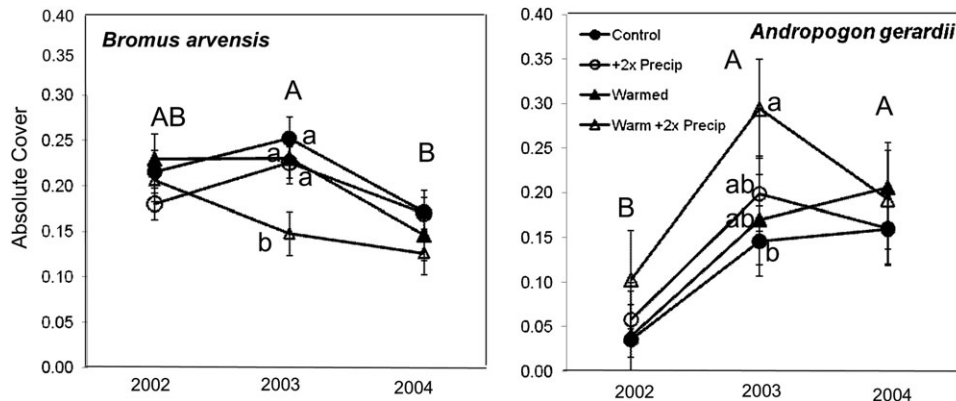 Bromus arvensis
Absolute Cover
0.40
0.35
0.30
0.25
0.20
0.15
0.10
0.05
0.00
AB
A
B
a
a
a
b
2002
2003
2004
Andropogon gerardii
Control
+2x Precip
Warmed
Warm +2x Precip
0.40
0.35
0.30
0.25
0.20
0.15
0.10
0.05
0.00
B
A
A
a
ab
ab
b
2002
2003
2004